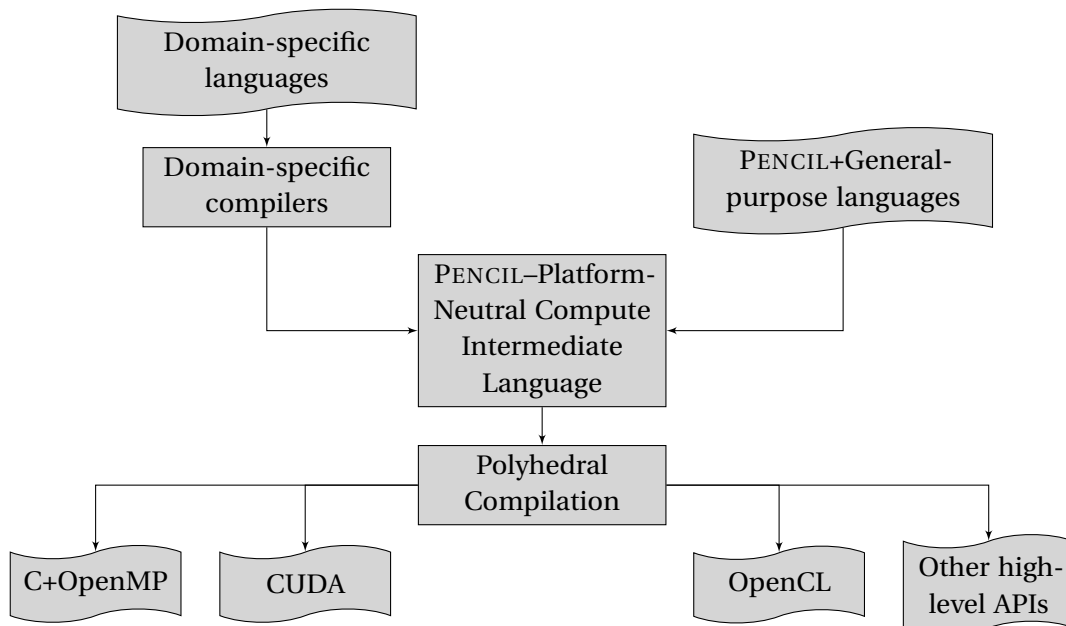 Domain-specific
languages
Domain-specific
compilers
PENCIL+General-
purpose languages
PENCIL–Platform-
Neutral Compute
Intermediate
Language
Polyhedral
Compilation
C+OpenMP
CUDA
OpenCL
Other high-
level APIs